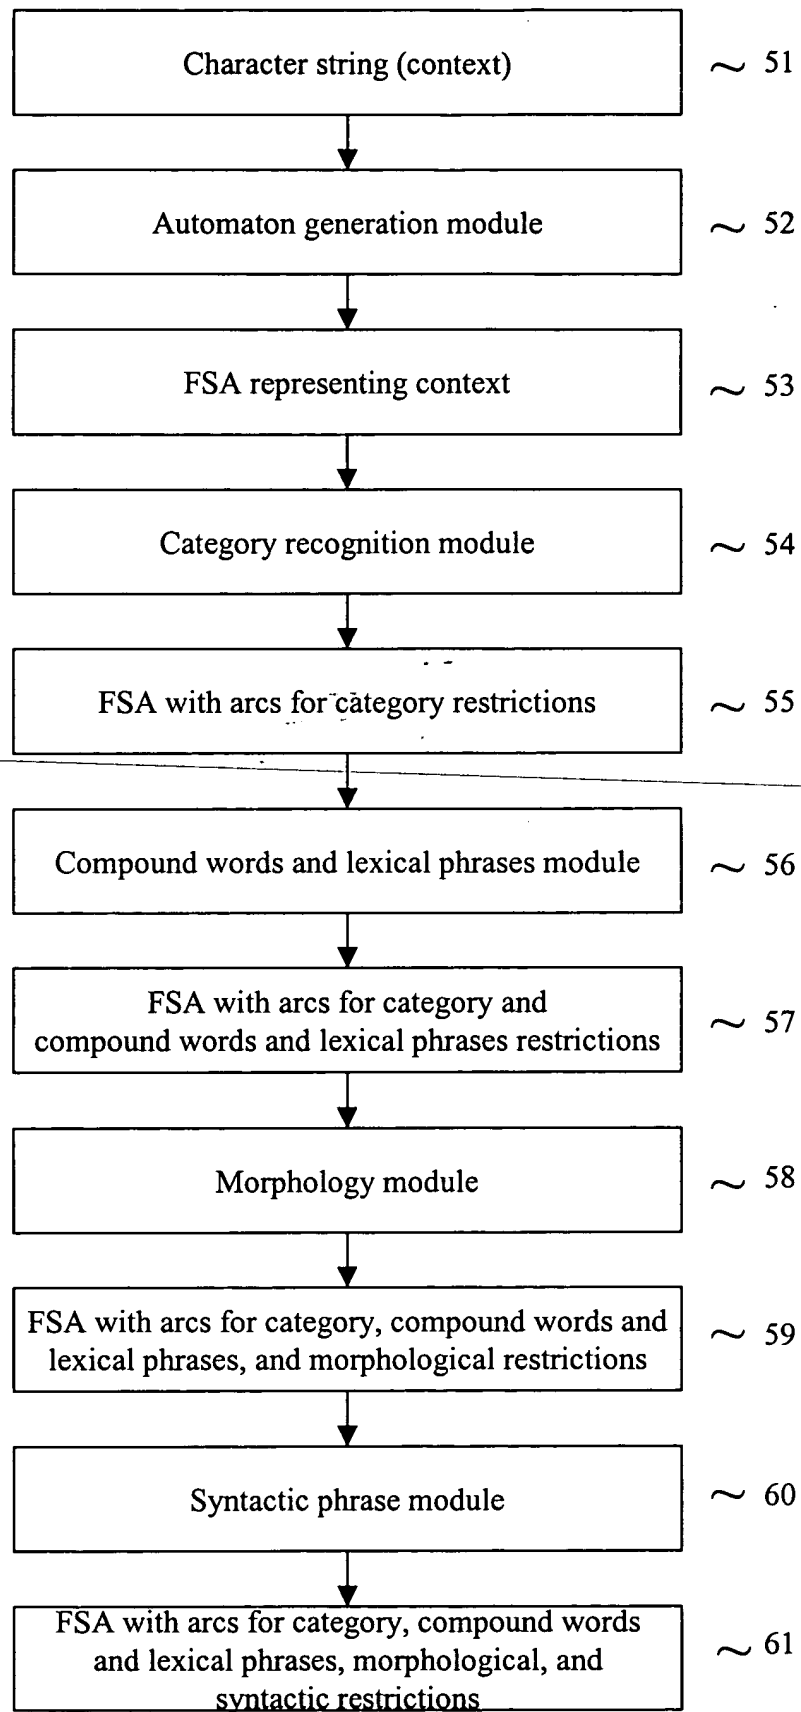 Character string (context)
~ 51
Automaton generation module
~ 52
FSA representing context
~ 53
Category recognition module
~ 54
FSA with arcs for category restrictions
~ 55
Compound words and lexical phrases module
~ 56
FSA with arcs for category and
compound words and lexical phrases restrictions
~ 57
Morphology module
~ 58
FSA with arcs for category, compound words and
lexical phrases, and morphological restrictions
~ 59
Syntactic phrase module
~ 60
FSA with arcs for category, compound words
and lexical phrases, morphological, and
syntactic restrictions
~ 61